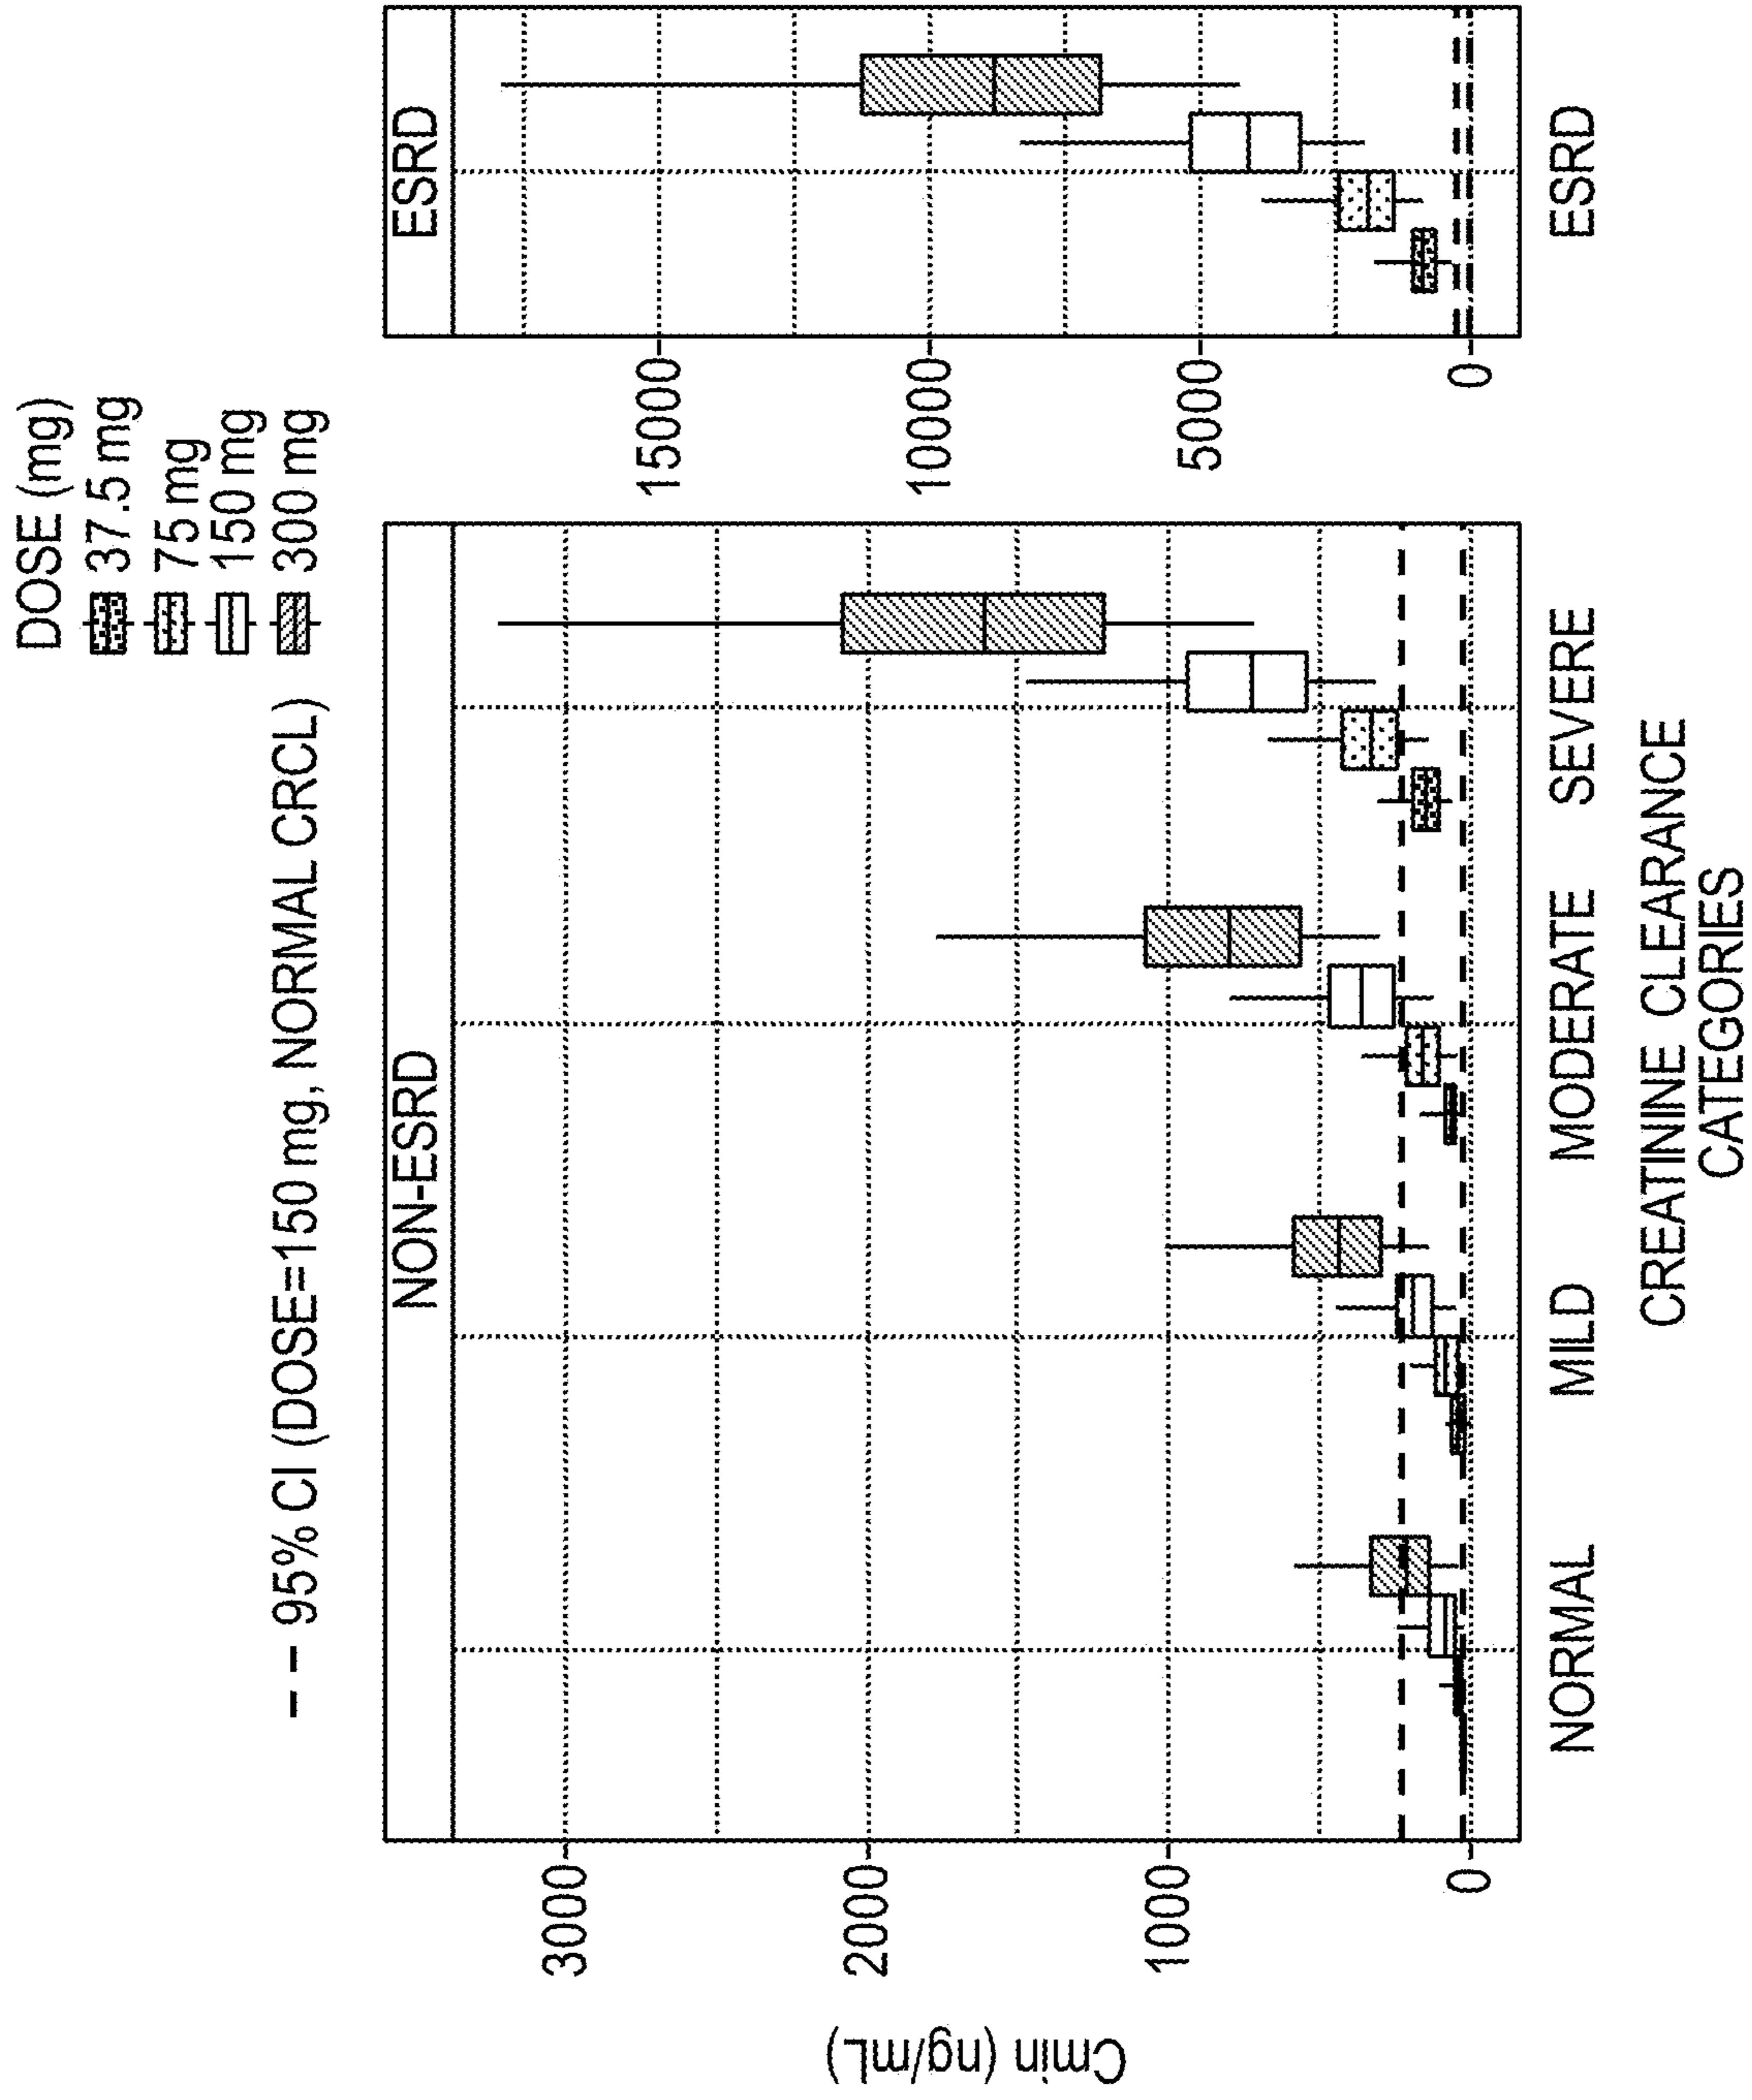 DOSE (mg)
37.5 mg
75 mg
150 mg
300 mg
95% CI (DOSE=150 mg, NORMAL CRCL)
NON-ESRD
ESRD
Cmin (ng/mL)
3000
2000
1000
0
15000
10000
5000
0
NORMAL MILD MODERATE SEVERE
ESRD
CREATININE CLEARANCE
CATEGORIES